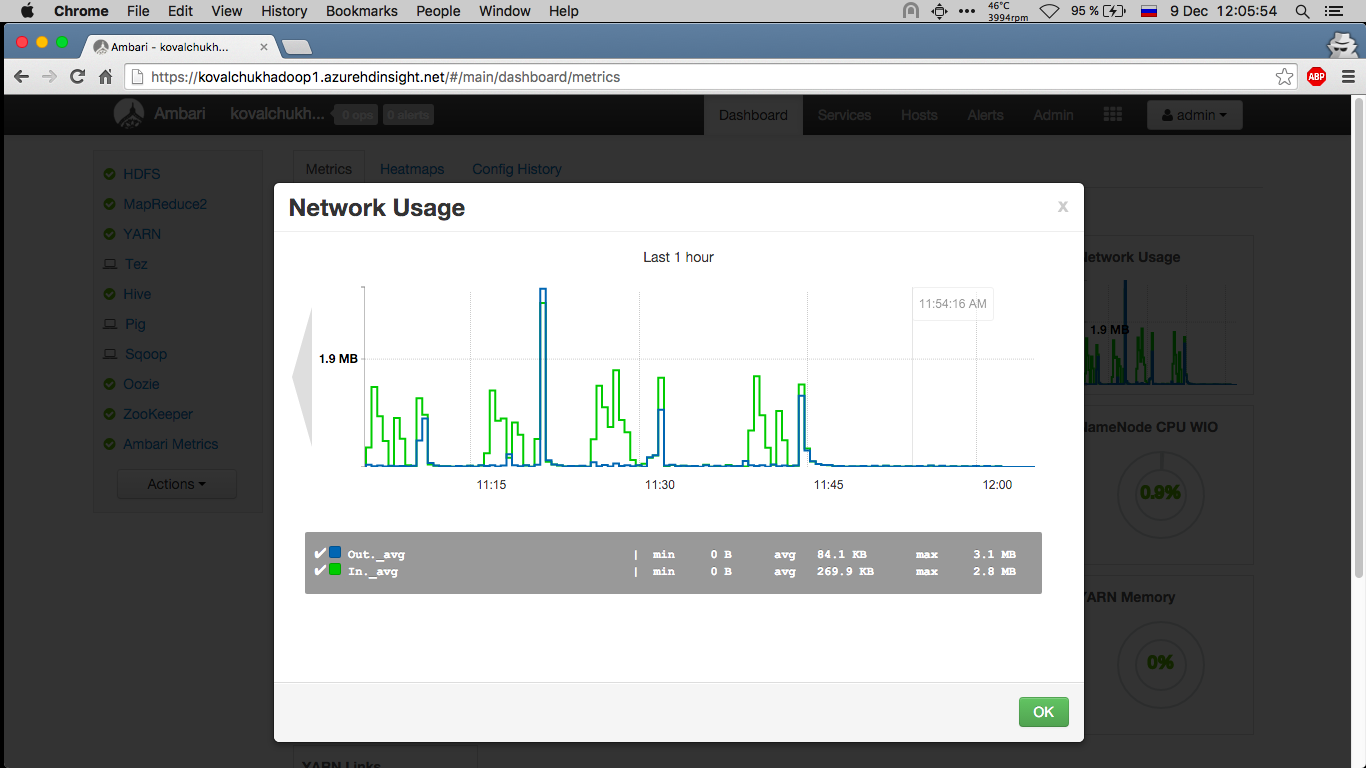 Chrome File Edit View History Bookmarks People Window Help ••• 46°C 3994rpm 95 % 9 Dec 12:05:54
Ambari - kovalchukh... ×
https://kovalchukhadoop1.azurehdinsight.net/#/main/dashboard/metrics ABP
Ambari kovalchukh... 0 ops 0 alerts Dashboard Services Hosts Alerts Admin admin
HDFS
MapReduce2
YARN
Tez
Hive
Pig
Sqoop
Oozie
ZooKeeper
Ambari Metrics
Actions
Metrics Heatmaps Config History
Network Usage x
Last 1 hour
11:54:16 AM
1.9 MB
11:15 11:30 11:45 12:00
✔ Out._avg | min 0 B avg 84.1 KB max 3.1 MB
✔ In._avg | min 0 B avg 269.9 KB max 2.8 MB
OK
etwork Usage
1.9 MB
ameNode CPU WIO
0.9%
ARN Memory
0%
YARN Links